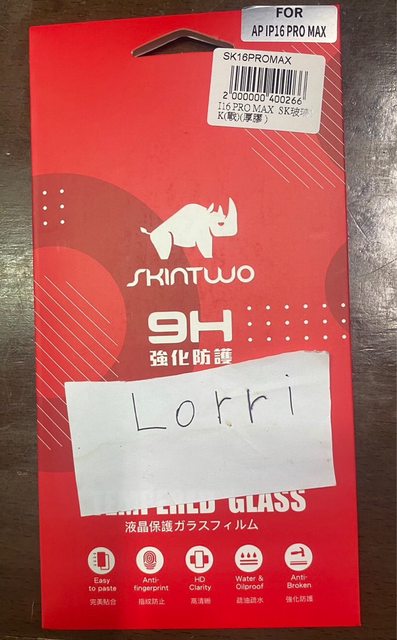 FOR
AP IP16 PRO MAX
SK16PROMAX
2 000000 400266
I16 PRO MAX SK玻璃
K(戰)(厚膠)
SKINTWO
9H
強化防護
Lorri
TEMPERED GLASS
液晶保護ガラスフィルム
Easy to paste
完美貼合
Anti-fingerprint
指紋防止
HD Clarity
高清晰
Water & Oilproof
疏油疏水
Anti-Broken
強化防護